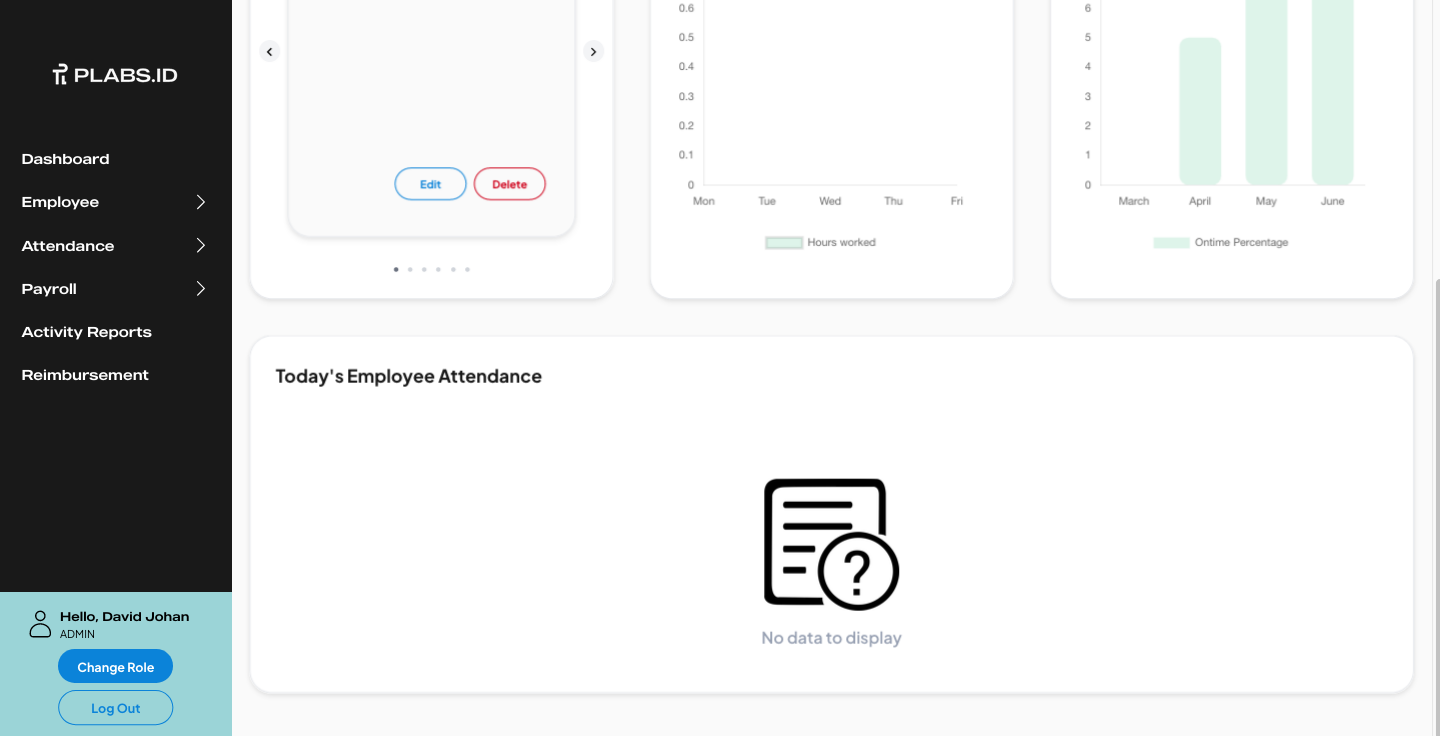 PLABS.ID
Dashboard
Employee
Attendance
Payroll
Activity Reports
Reimbursement
Hello, David Johan
ADMIN
Change Role
Log Out
Edit
Delete
0.6
0.5
0.4
0.3
0.2
0.1
0
Mon Tue Wed Thu Fri
Hours worked
6
5
4
3
2
1
0
March April May June
Ontime Percentage
Today's Employee Attendance
?
No data to display